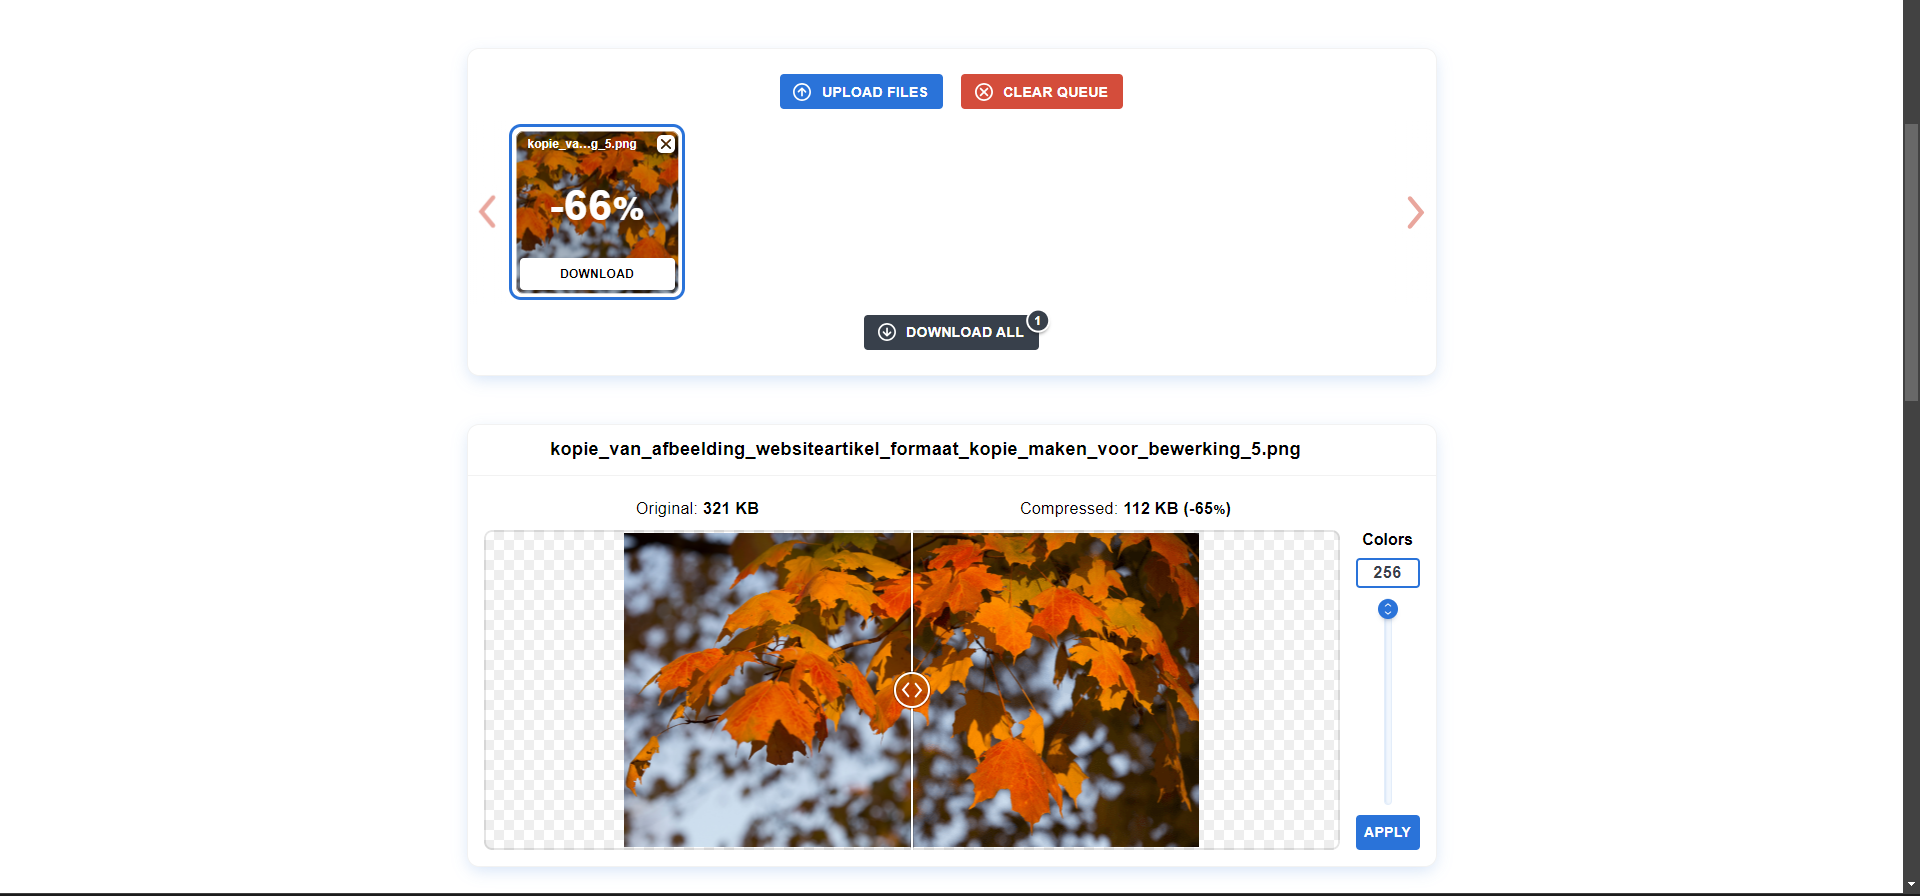 UPLOAD FILES
CLEAR QUEUE
kopie_va...g_5.png
-66%
DOWNLOAD
DOWNLOAD ALL
1
kopie_van_afbeelding_websiteartikel_formaat_kopie_maken_voor_bewerking_5.png
Original: 321 KB
Compressed: 112 KB (-65%)
Colors
256
APPLY